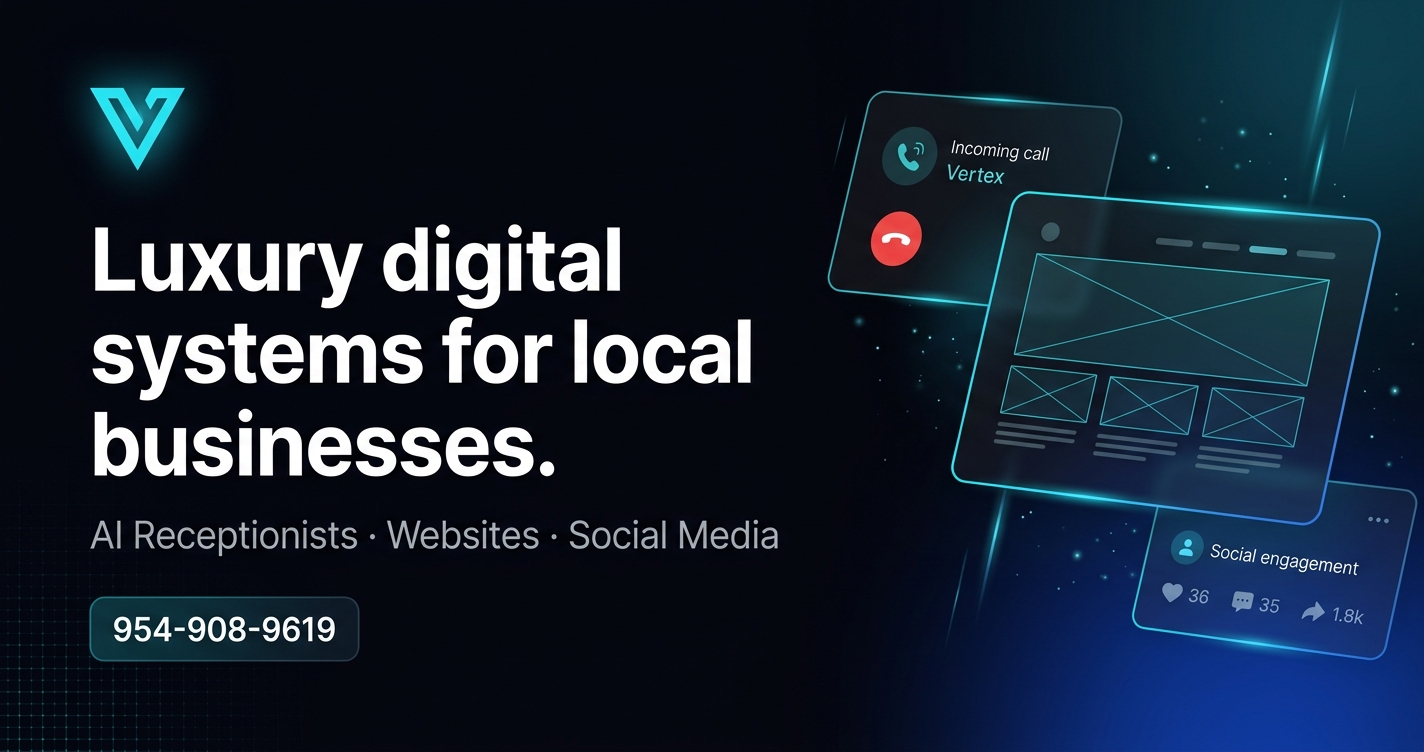 Luxury digital
systems for local
businesses.
AI Receptionists · Websites · Social Media
954-908-9619
Incoming call
Vertex
Social engagement
36 35 1.8k